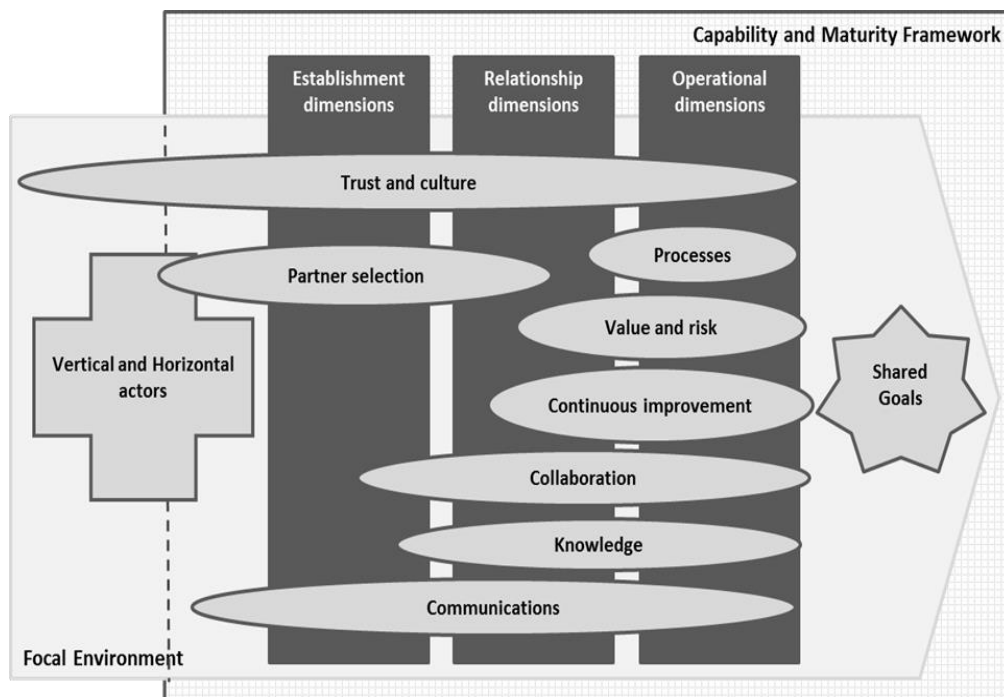 Capability and Maturity Framework
Establishment
dimensions
Relationship
dimensions
Operational
dimensions
Trust and culture
Processes
Partner selection
Value and risk
Vertical and Horizontal
actors
Shared
Goals
Continuous improvement
Collaboration
Knowledge
Communications
Focal Environment